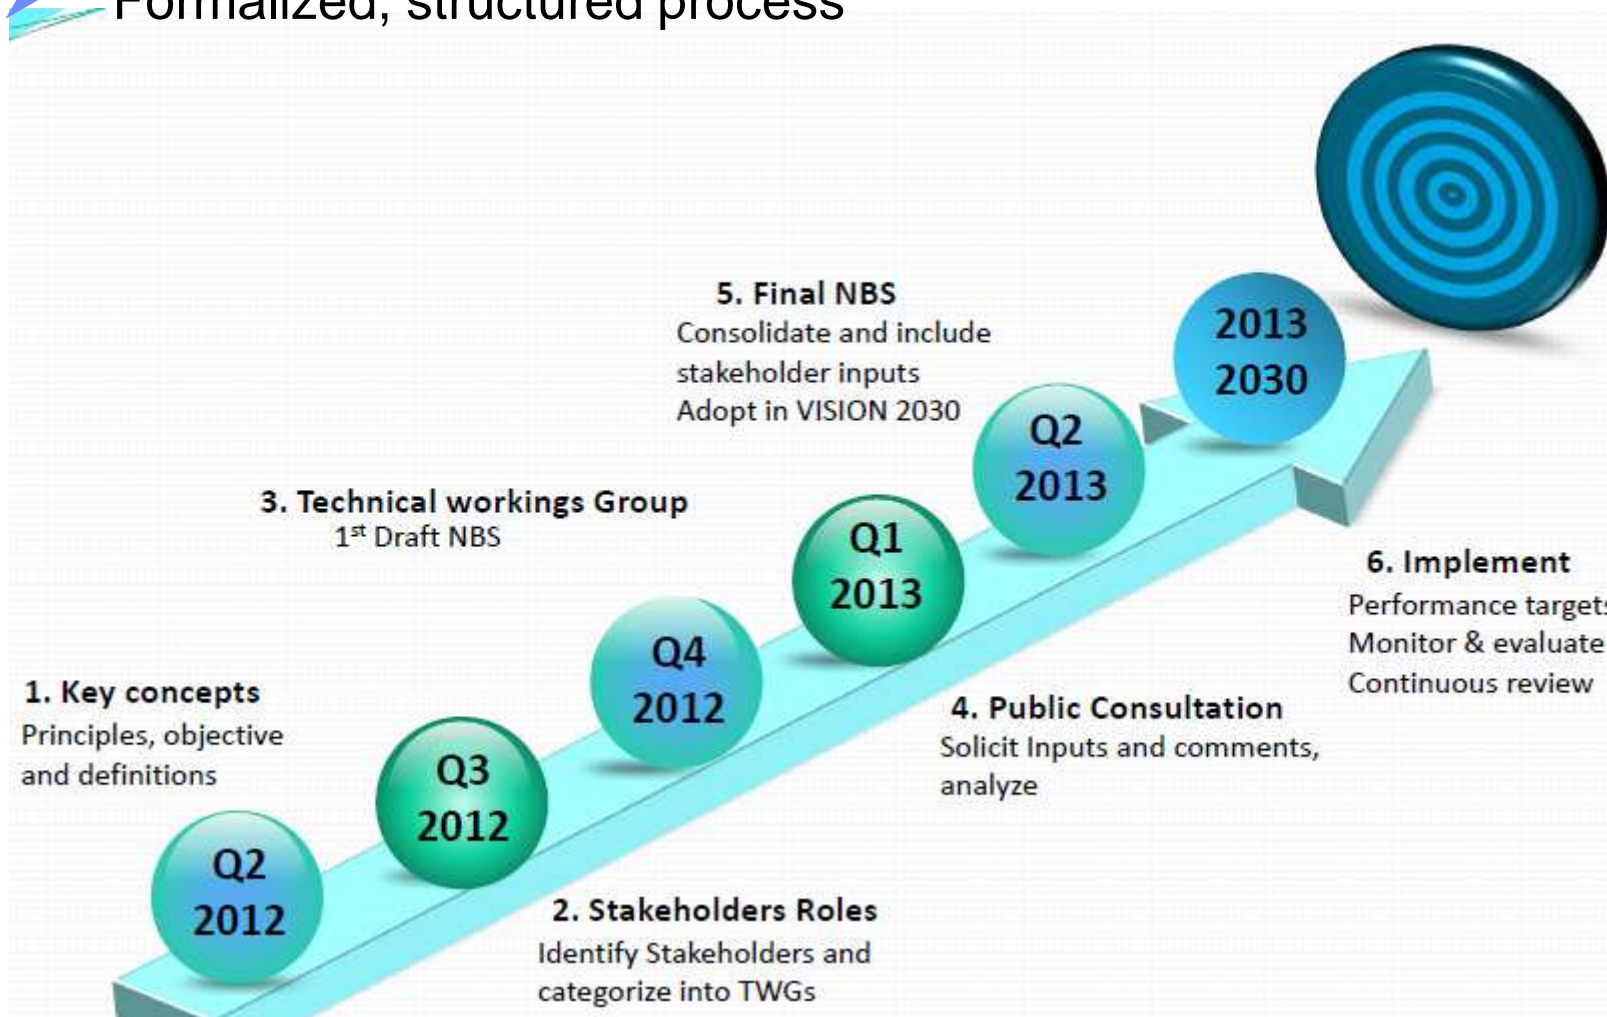 Formalized, structured process
1. Key concepts
Principles, objective
and definitions
Q2
2012
Q3
2012
2. Stakeholders Roles
Identify Stakeholders and
categorize into TWGs
3. Technical workings Group
1st Draft NBS
Q4
2012
Q1
2013
4. Public Consultation
Solicit Inputs and comments,
analyze
5. Final NBS
Consolidate and include
stakeholder inputs
Adopt in VISION 2030
Q2
2013
2013
2030
6. Implement
Performance targets
Monitor & evaluate
Continuous review